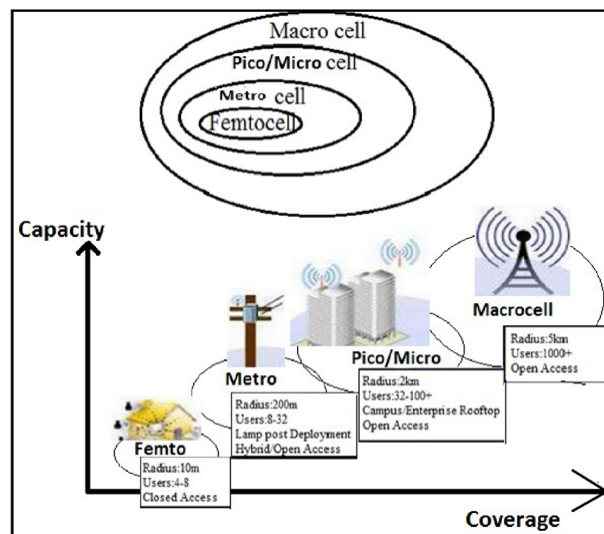 Macro cell
Pico/Micro cell
Metro cell
Femtocell
Capacity
Macrocell
Radius:5km
Users:1000+
Open Access
Pico/Micro
Radius:2km
Users:32-100+
Campus/Enterprise Rooftop
Open Access
Metro
Radius:200m
Users:8-32
Lamp post Deployment
Hybrid/Open Access
Femto
Radius:10m
Users:4-8
Closed Access
Coverage